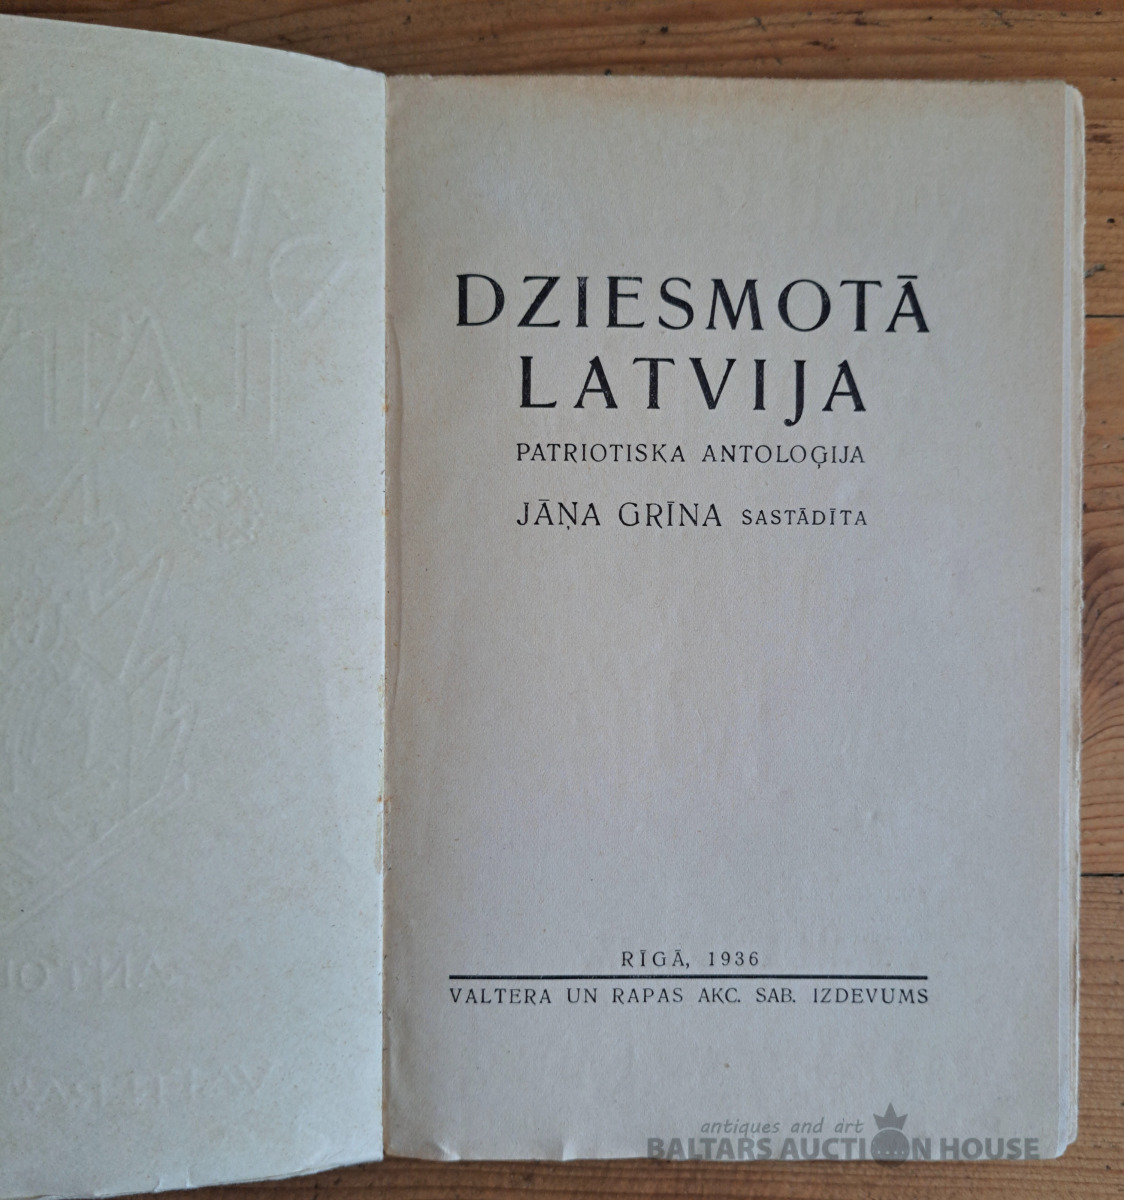 DZIESMOTĀ
LATVIJA
PATRIOTISKA ANTOLOĢIJA
JĀŅA GRĪNA SASTĀDĪTA
RĪGĀ, 1936
VALTERA UN RAPAS AKC. SAB. IZDEVUMS
antiques and art
BALTARS AUCTION HOUSE